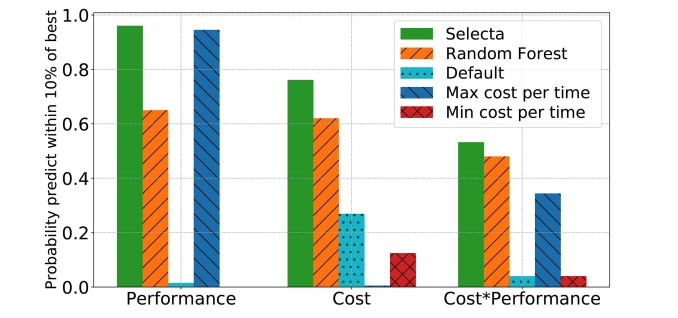 Probability predict within 10% of best
1.0
0.8
0.6
0.4
0.2
0.0
Selecta
Random Forest
Default
Max cost per time
Min cost per time
Performance
Cost
Cost*Performance